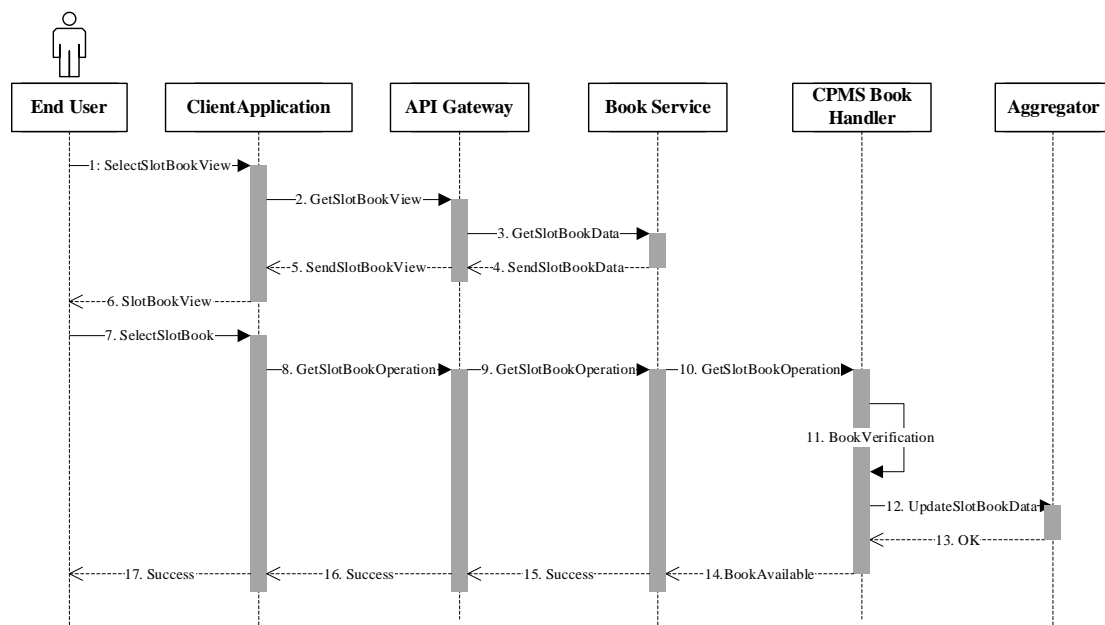 End User
ClientApplication
API Gateway
Book Service
CPMS Book
Handler
Aggregator
1: SelectSlotBookView
2. GetSlotBookView
3. GetSlotBookData
4. SendSlotBookData
5. SendSlotBookView
6. SlotBookView
7. SelectSlotBook
8. GetSlotBookOperation
9. GetSlotBookOperation
10. GetSlotBookOperation
11. BookVerification
12. UpdateSlotBookData
13. OK
14.BookAvailable
15. Success
16. Success
17. Success